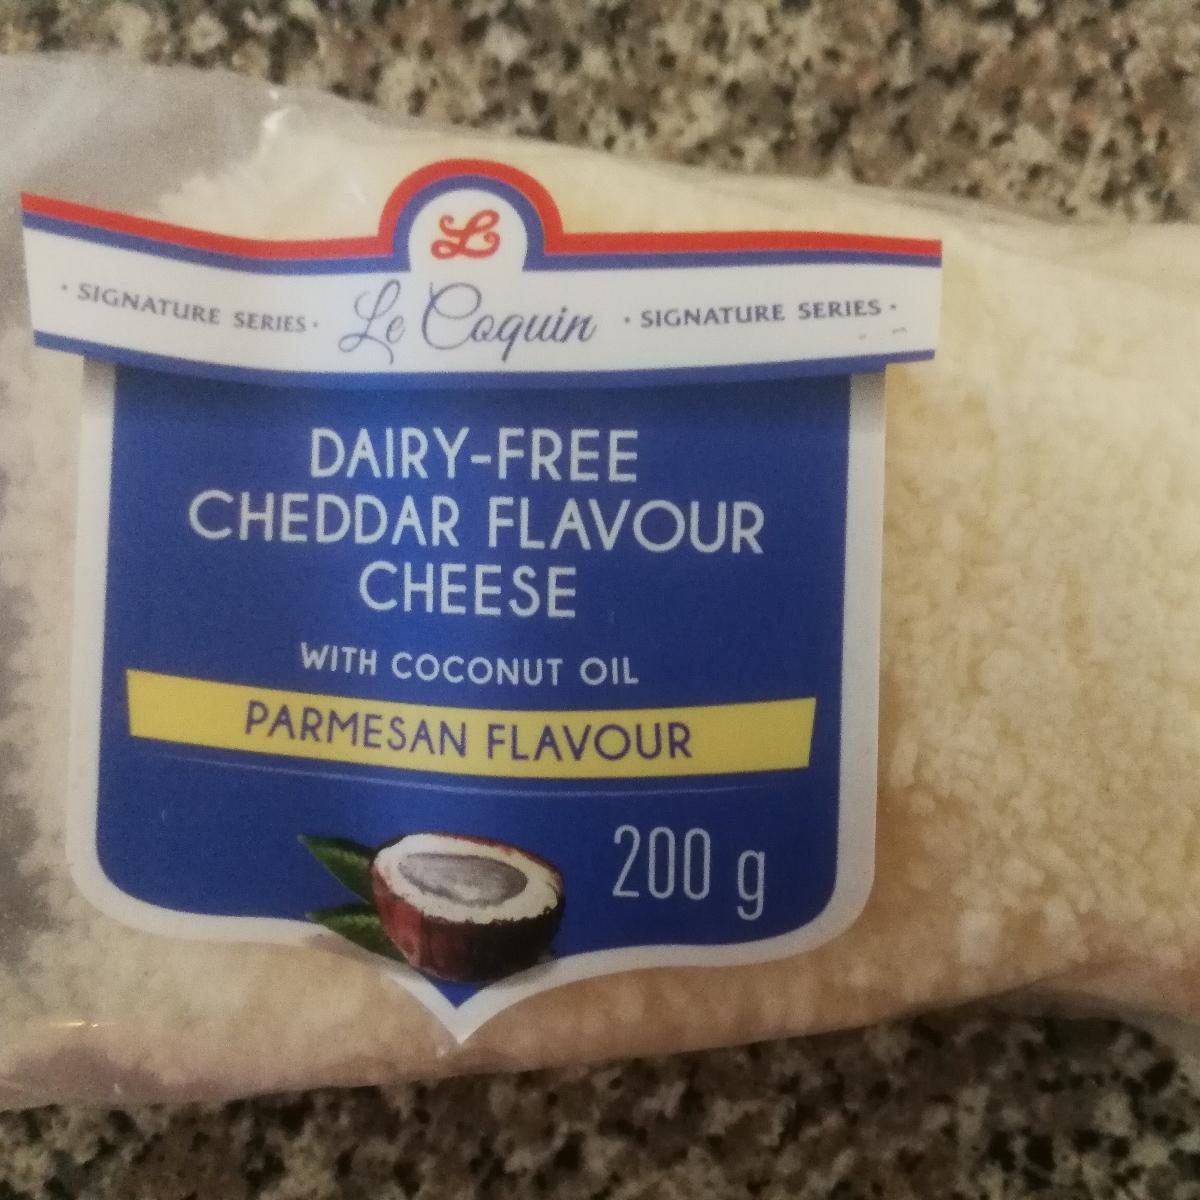 L
· SIGNATURE SERIES · Le Coquin · SIGNATURE SERIES ·
DAIRY-FREE
CHEDDAR FLAVOUR
CHEESE
WITH COCONUT OIL
PARMESAN FLAVOUR
200 g